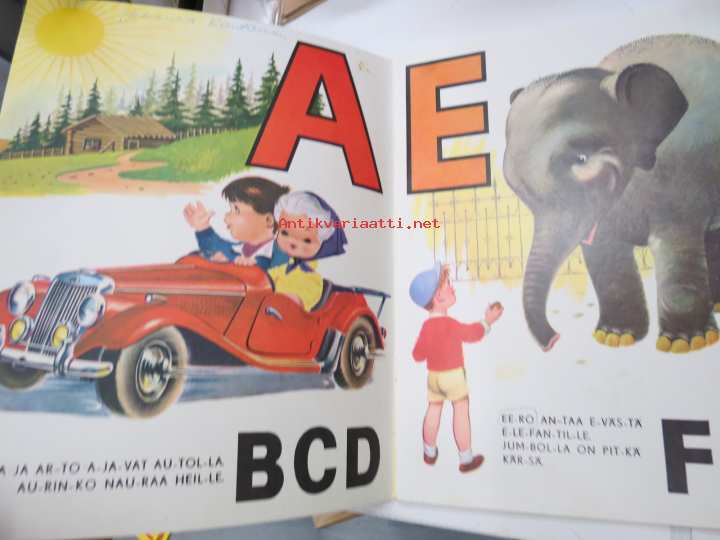 A
A JA AR-TO A-JA-VAT AU-TOL-LA.
AU-RIN-KO NAU-RAA HEIL-LE.
BCD
E
EE-RO AN-TAA E-VÄS-TÄ
E-LE-FAN-TIL-LE.
JUM-BOL-LA ON PIT-KÄ
KÄR-SÄ.
F
Antikvariaatti.net